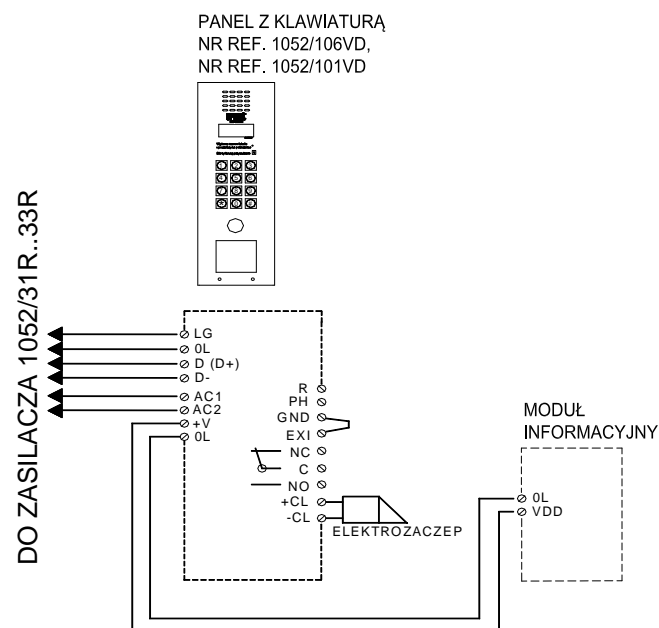 PANEL Z KLAWIATURĄ
NR REF. 1052/106VD,
NR REF. 1052/101VD
DO ZASILACZA 1052/31R..33R
LG
0L
D (D+)
D-
AC1
AC2
+V
0L
R
PH
GND
EXI
NC
C
NO
+CL
-CL
ELEKTROZACZEP
MODUŁ
INFORMACYJNY
0L
VDD